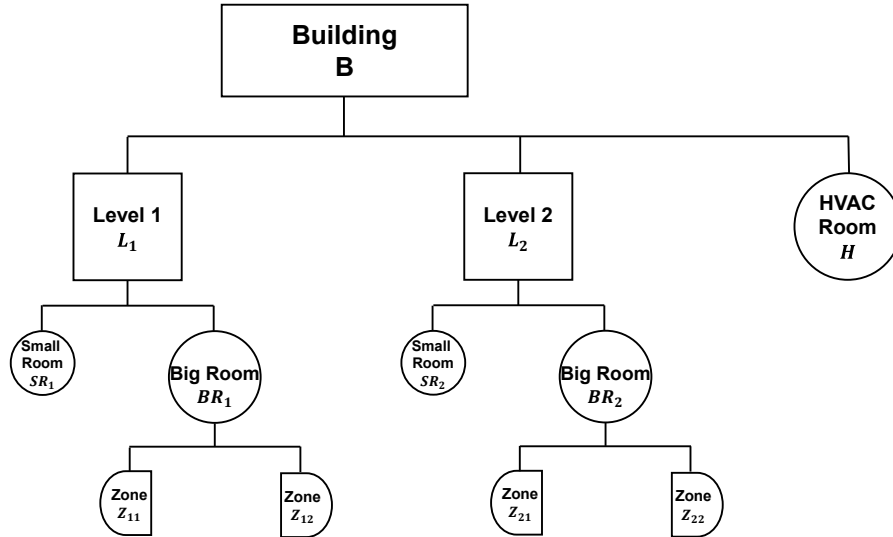 Building
B
Level 1
L₁
Level 2
L₂
HVAC
Room
H
Small
Room
SR₁
Big Room
BR₁
Small
Room
SR₂
Big Room
BR₂
Zone
Z₁₁
Zone
Z₁₂
Zone
Z₂₁
Zone
Z₂₂